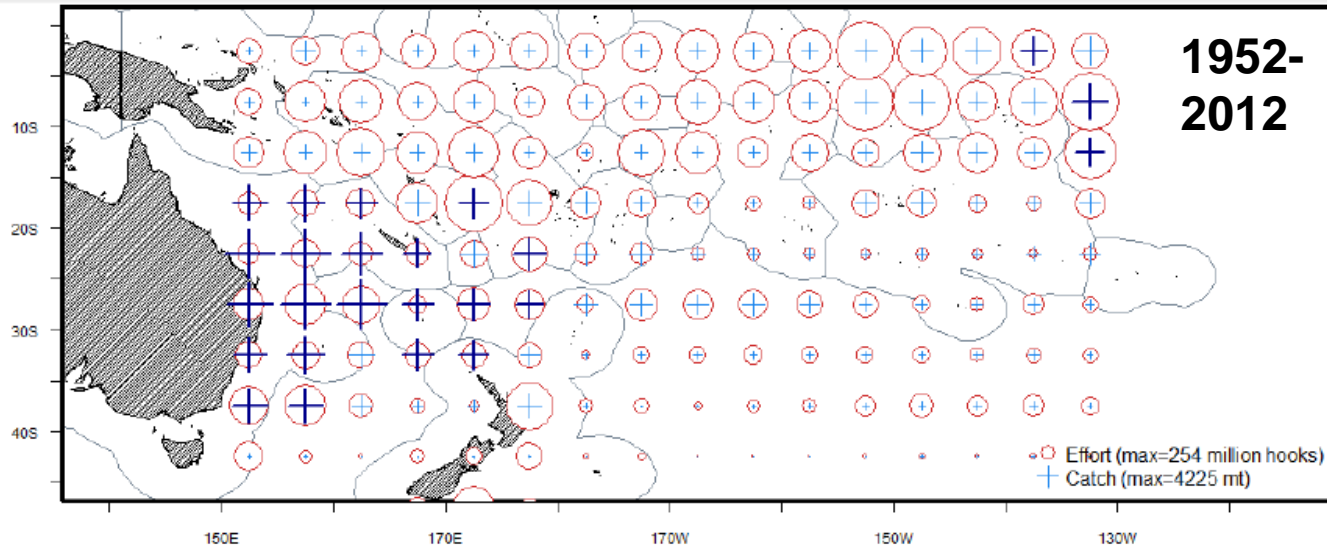 1952-
2012
10S
20S
30S
40S
Effort (max=254 million hooks)
Catch (max=4225 mt)
150E 170E 170W 150W 130W